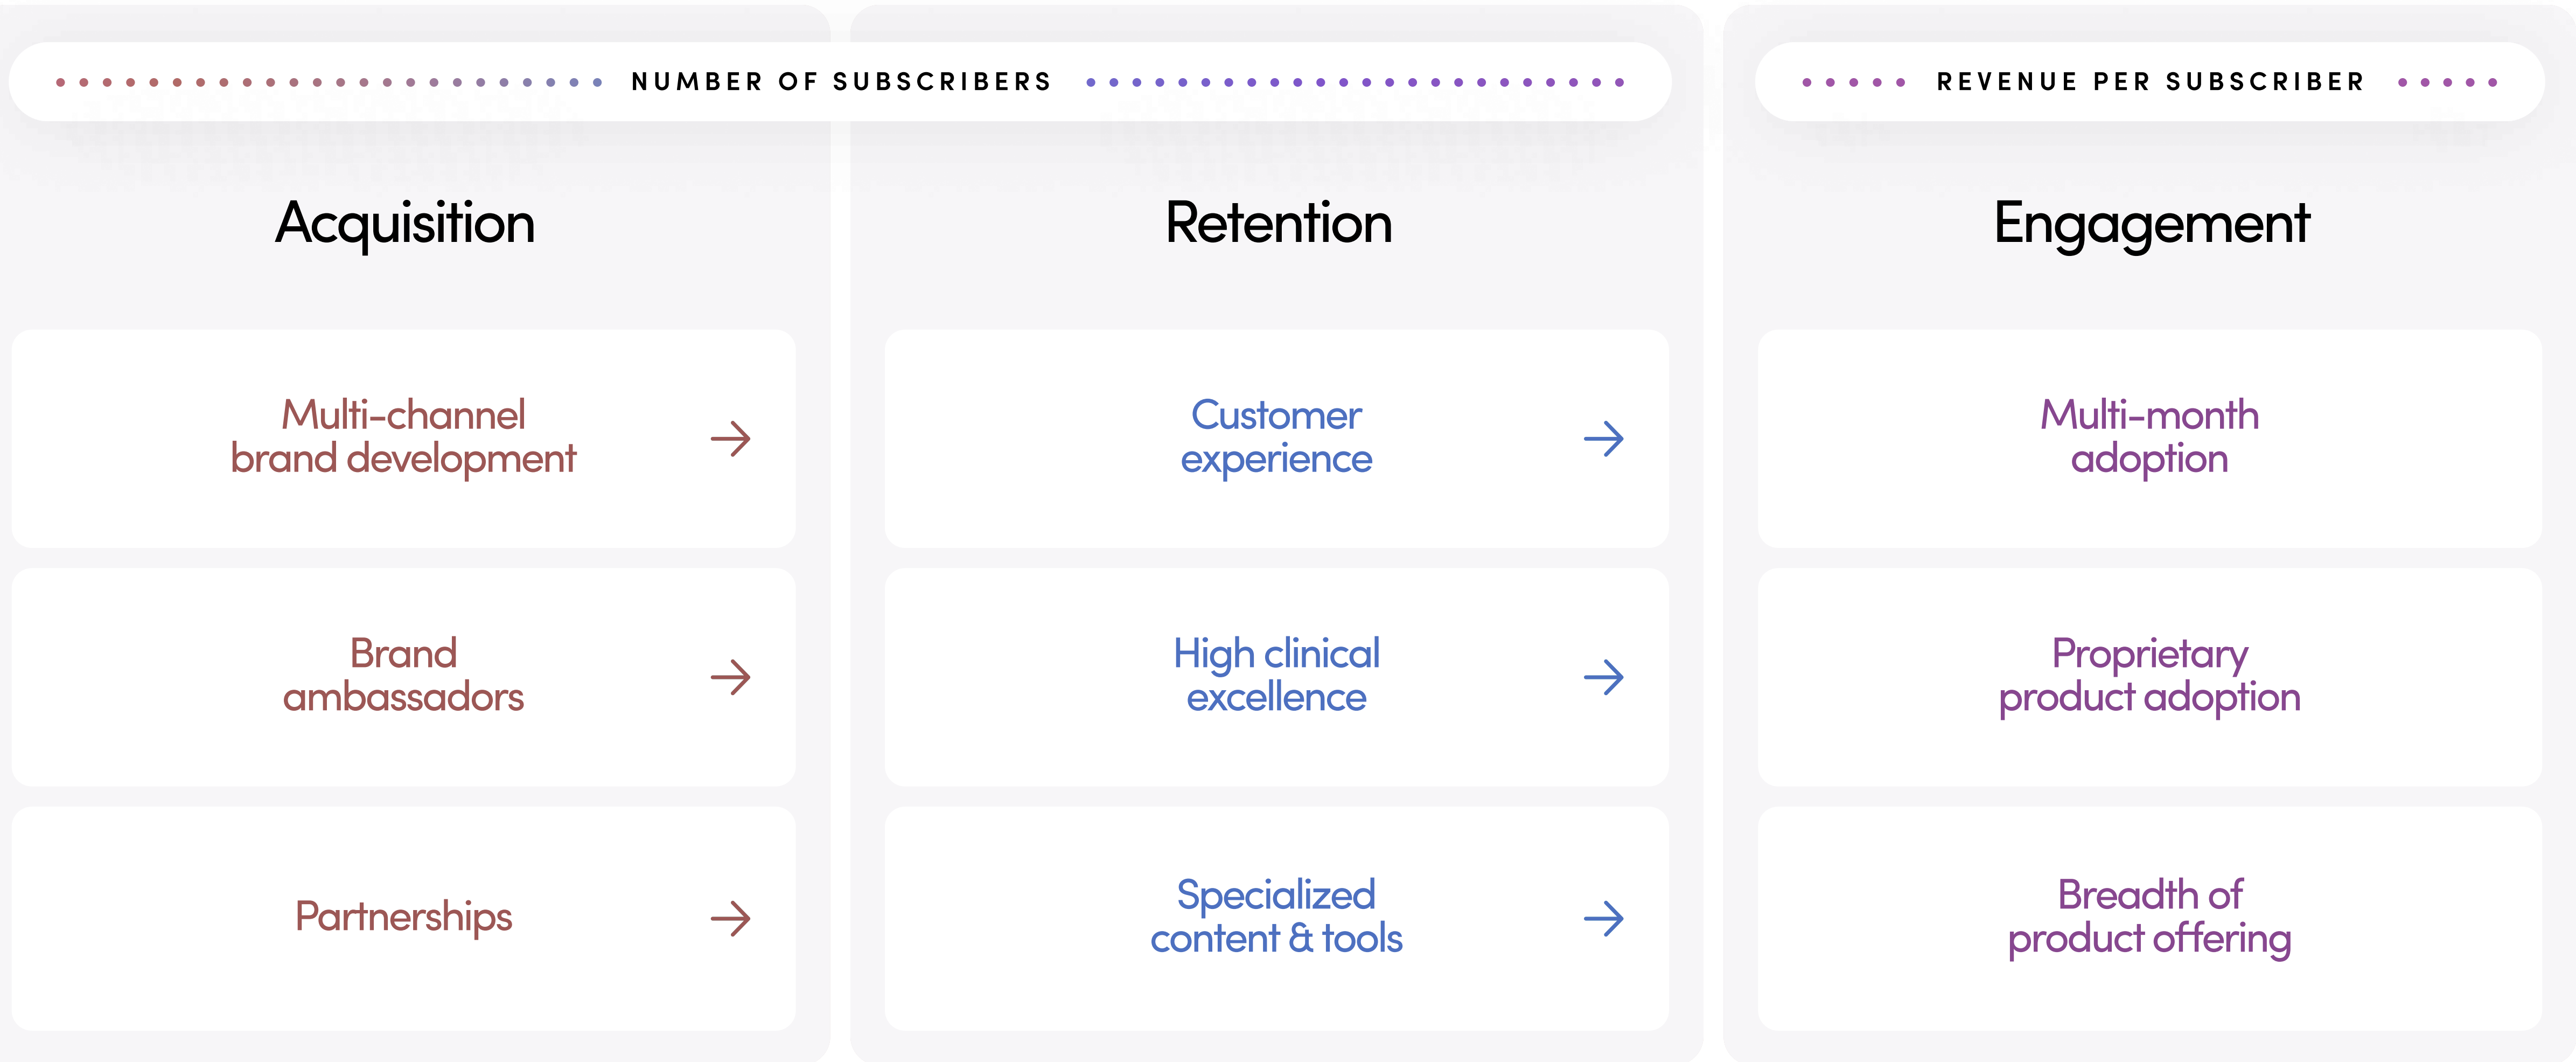 NUMBER OF SUBSCRIBERS
REVENUE PER SUBSCRIBER
Acquisition
Multi-channel
brand development
Brand
ambassadors
Partnerships
Retention
Customer
experience
High clinical
excellence
Specialized
content & tools
Engagement
Multi-month
adoption
Proprietary
product adoption
Breadth of
product offering